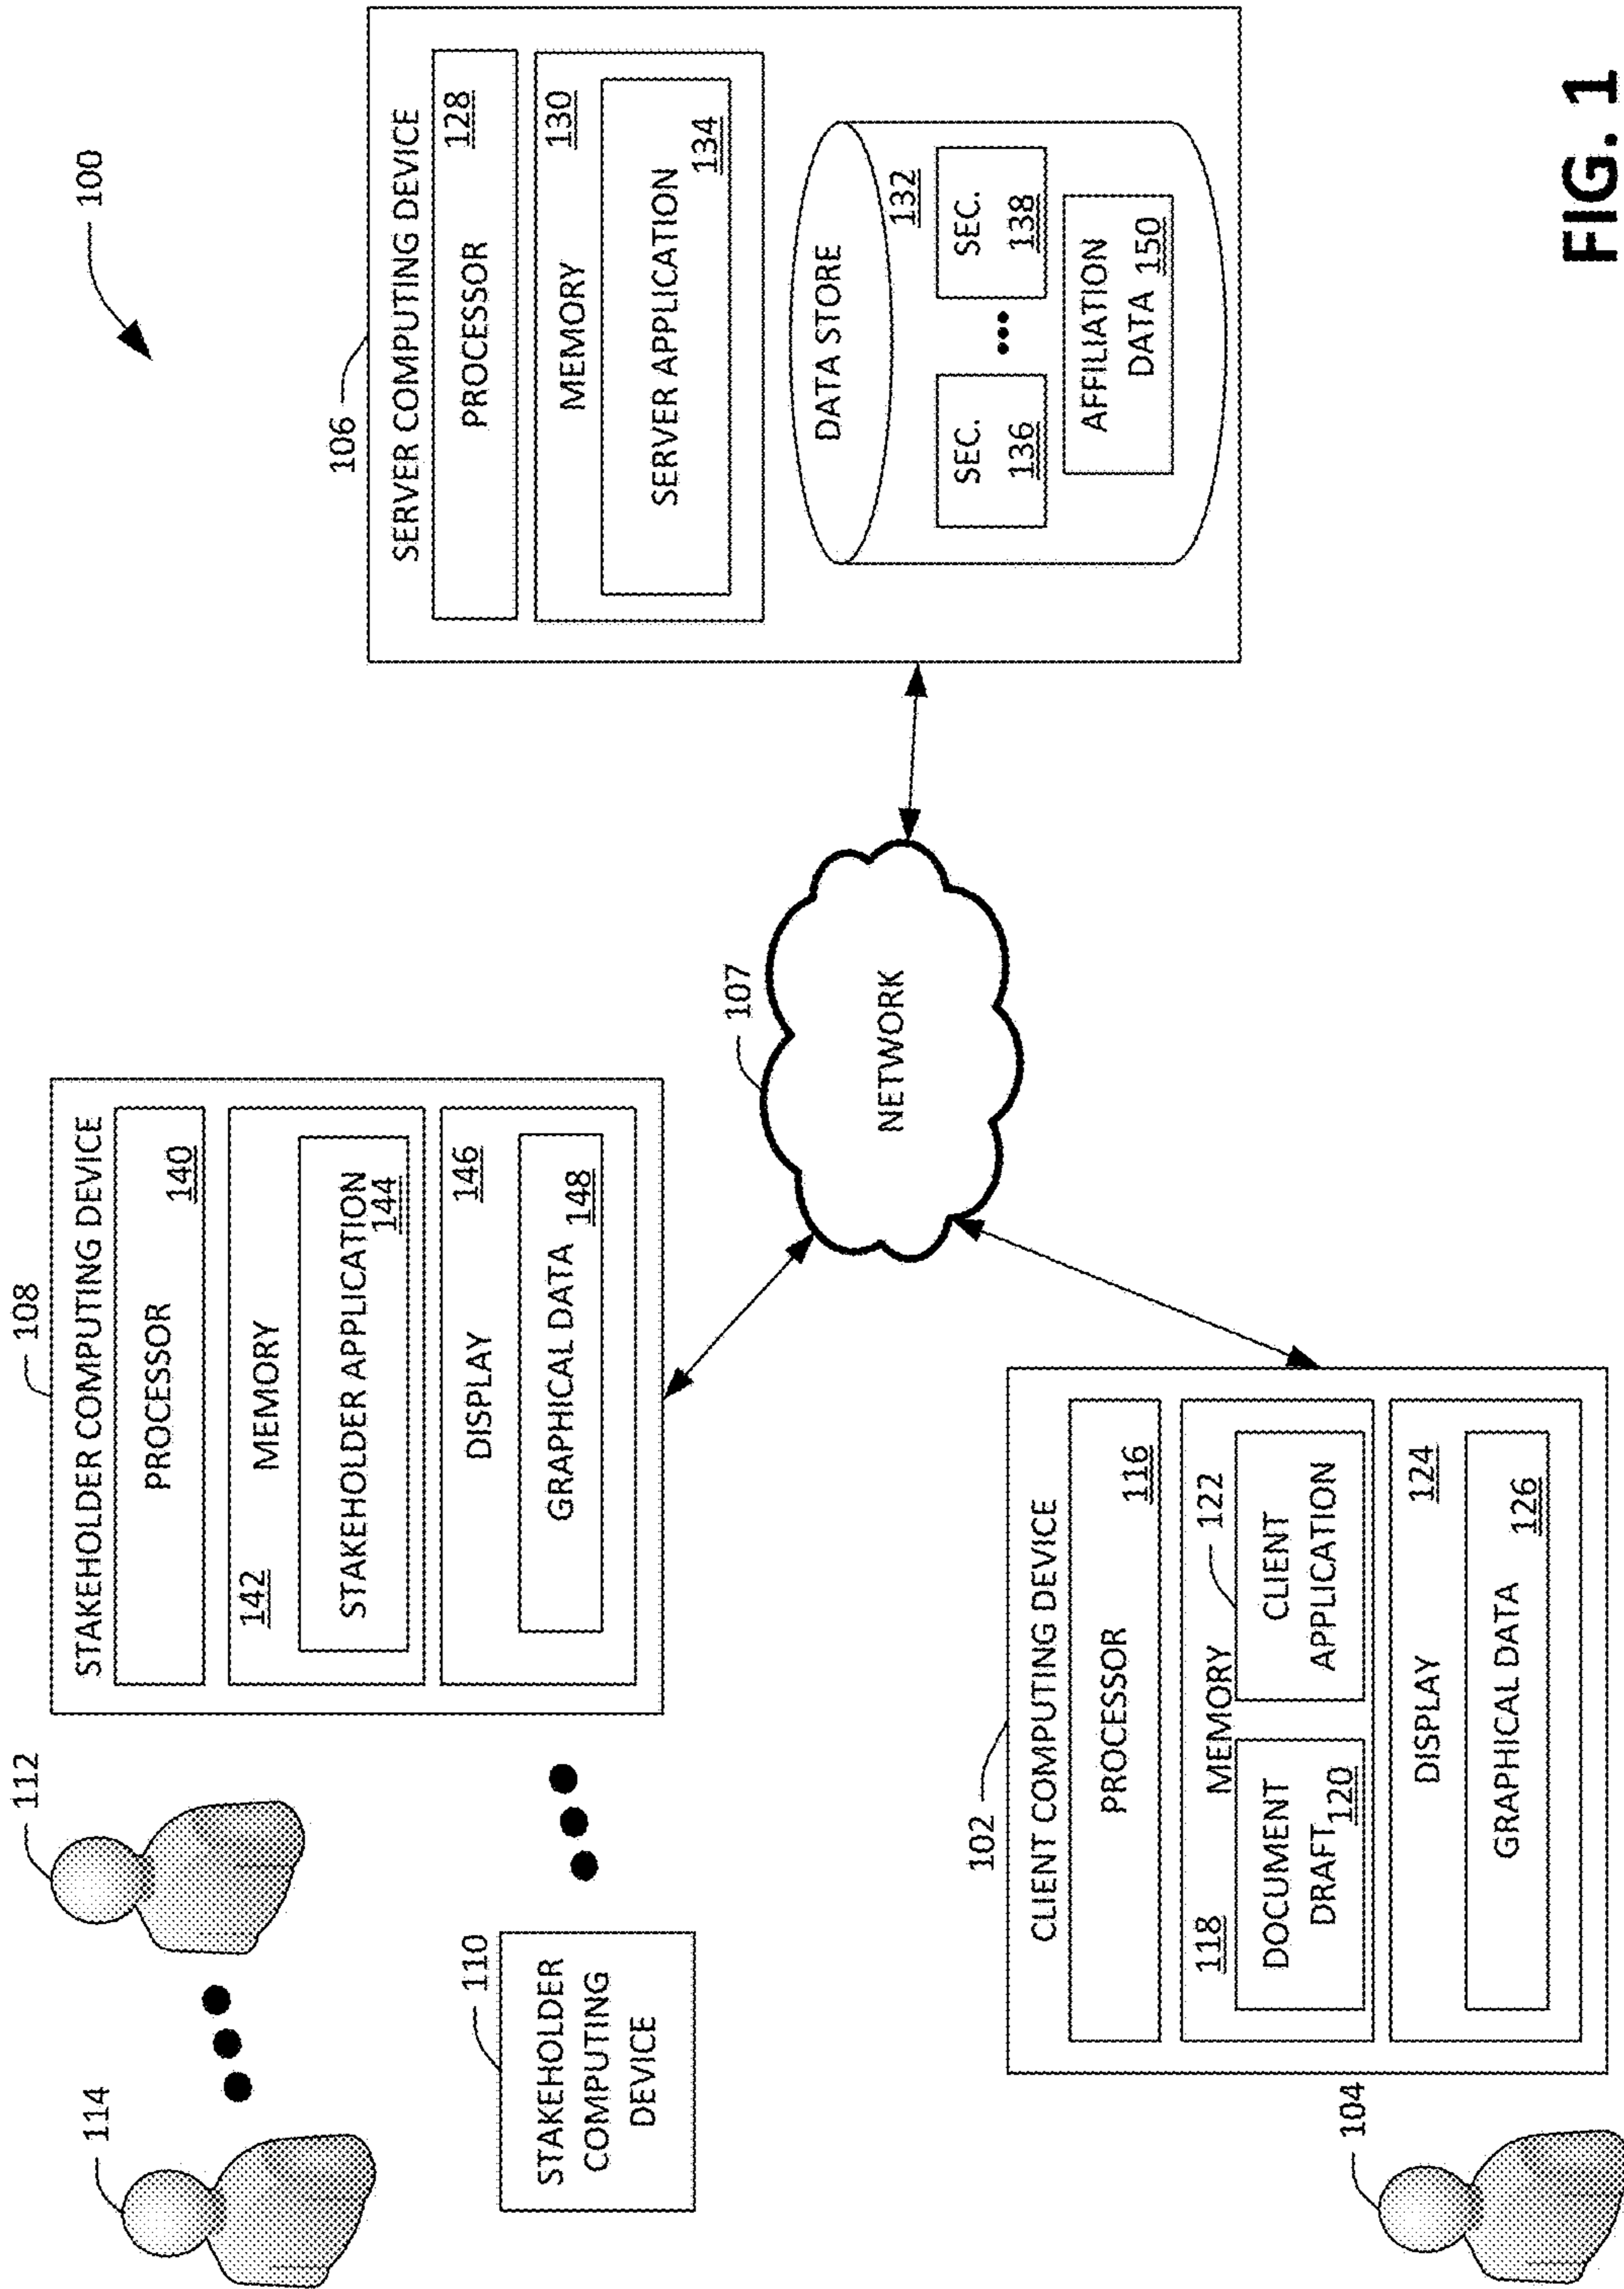 100
114
112
108
STAKEHOLDER COMPUTING DEVICE
PROCESSOR
140
MEMORY
142
STAKEHOLDER APPLICATION
144
DISPLAY
146
GRAPHICAL DATA
148
110
STAKEHOLDER
COMPUTING
DEVICE
106
SERVER COMPUTING DEVICE
PROCESSOR
128
MEMORY
130
SERVER APPLICATION
134
DATA STORE
132
SEC.
136
SEC.
138
AFFILIATION
DATA 150
107
NETWORK
104
102
CLIENT COMPUTING DEVICE
PROCESSOR
116
MEMORY
118
122
DOCUMENT
DRAFT 120
CLIENT
APPLICATION
DISPLAY
124
GRAPHICAL DATA
126
FIG. 1